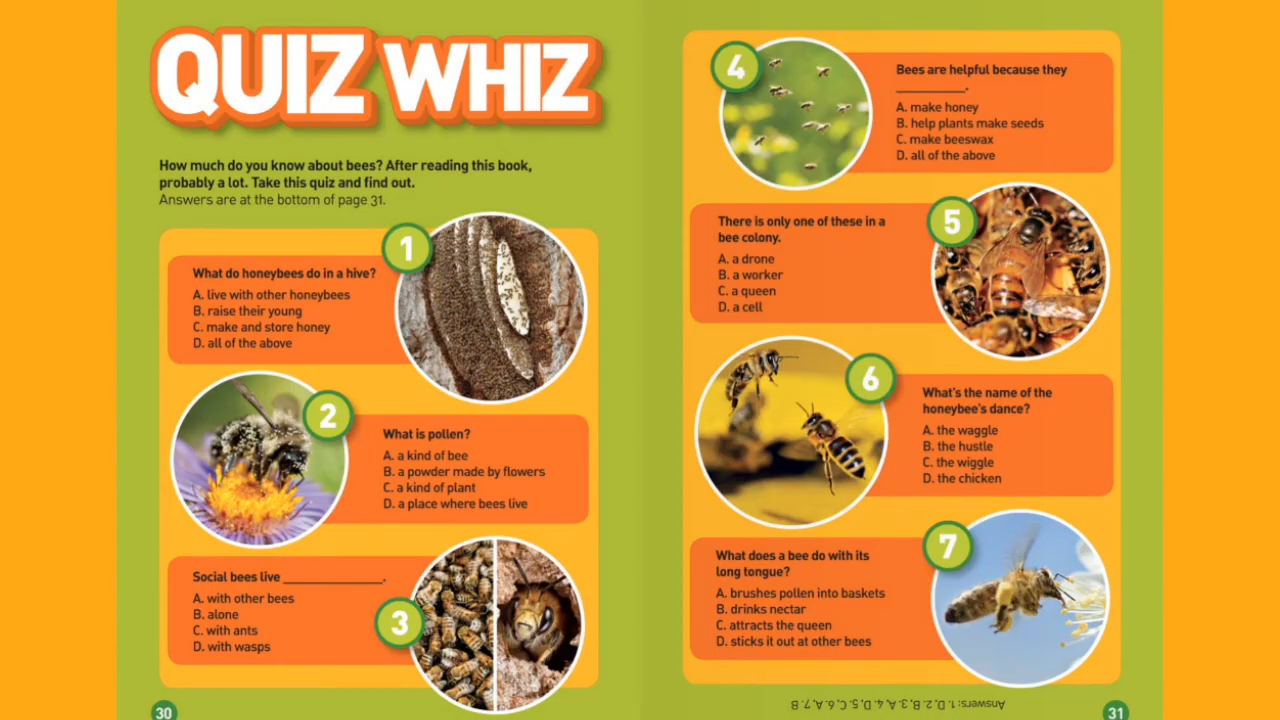 QUIZ WHIZ
How much do you know about bees? After reading this book,
probably a lot. Take this quiz and find out.
Answers are at the bottom of page 31.
1
What do honeybees do in a hive?
A. live with other honeybees
B. raise their young
C. make and store honey
D. all of the above
2
What is pollen?
A. a kind of bee
B. a powder made by flowers
C. a kind of plant
D. a place where bees live
3
Social bees live ______________.
A. with other bees
B. alone
C. with ants
D. with wasps
30
4
Bees are helpful because they
__________.
A. make honey
B. help plants make seeds
C. make beeswax
D. all of the above
5
There is only one of these in a
bee colony.
A. a drone
B. a worker
C. a queen
D. a cell
6
What's the name of the
honeybee's dance?
A. the waggle
B. the hustle
C. the wiggle
D. the chicken
7
What does a bee do with its
long tongue?
A. brushes pollen into baskets
B. drinks nectar
C. attracts the queen
D. sticks it out at other bees
Answers: 1. D, 2. B, 3. A, 4. D, 5. C, 6. A, 7. B
31